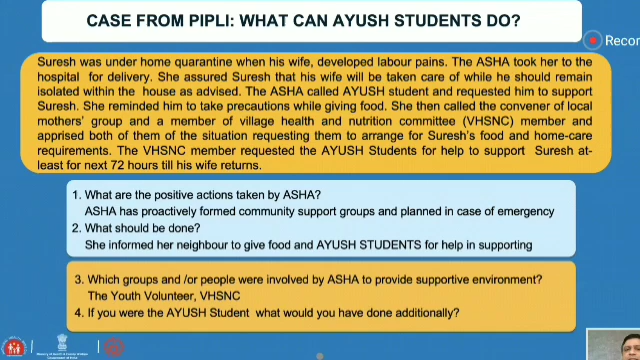 CASE FROM PIPLI: WHAT CAN AYUSH STUDENTS DO?
Recor
Suresh was under home quarantine when his wife, developed labour pains. The ASHA took her to the
hospital for delivery. She assured Suresh that his wife will be taken care of while he should remain
isolated within the house as advised. The ASHA called AYUSH student and requested him to support
Suresh. She reminded him to take precautions while giving food. She then called the convener of local
mothers' group and a member of village health and nutrition committee (VHSNC) member and
apprised both of them of the situation requesting them to arrange for Suresh's food and home-care
requirements. The VHSNC member requested the AYUSH Students for help to support Suresh at-
least for next 72 hours till his wife returns.
1. What are the positive actions taken by ASHA?
ASHA has proactively formed community support groups and planned in case of emergency
2. What should be done?
She informed her neighbour to give food and AYUSH STUDENTS for help in supporting
3. Which groups and /or people were involved by ASHA to provide supportive environment?
The Youth Volunteer, VHSNC
4. If you were the AYUSH Student what would you have done additionally?